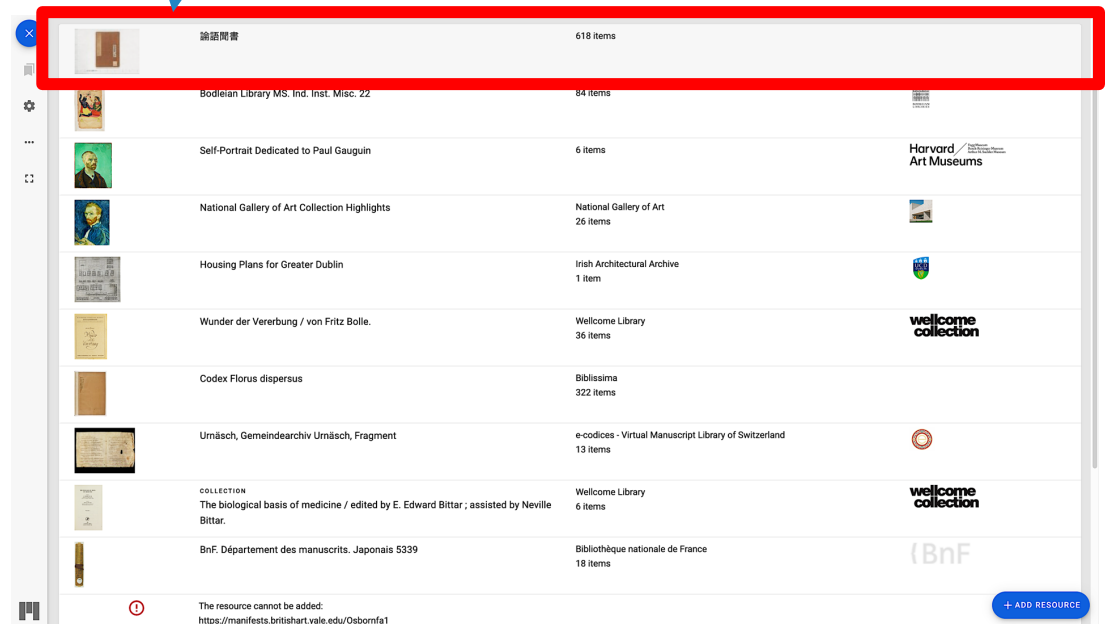 論語聞書
618 items
Bodleian Library MS. Ind. Inst. Misc. 22
84 items
Self-Portrait Dedicated to Paul Gauguin
6 items
Harvard
Art Museums
National Gallery of Art Collection Highlights
National Gallery of Art
26 items
Housing Plans for Greater Dublin
Irish Architectural Archive
1 item
Wunder der Vererbung / von Fritz Bolle.
Wellcome Library
36 items
wellcome
collection
Codex Florus dispersus
Biblissima
322 items
Urnäsch, Gemeindearchiv Urnäsch, Fragment
e-codices - Virtual Manuscript Library of Switzerland
13 items
COLLECTION
The biological basis of medicine / edited by E. Edward Bittar ; assisted by Neville
Bittar.
Wellcome Library
6 items
wellcome
collection
BnF. Département des manuscrits. Japonais 5339
Bibliothèque nationale de France
18 items
{BnF
The resource cannot be added:
https://manifests.britishart.yale.edu/Osbornfa1
+ ADD RESOURCE